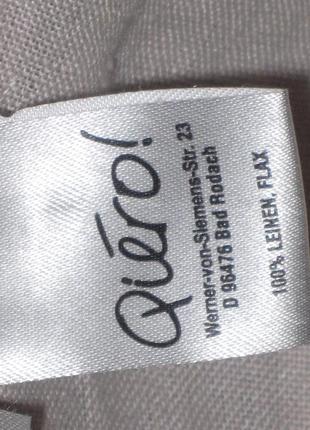 Qiéro!
Werner-von-Siemens-Str. 23
D 96476 Bad Rodach
100% LEINEN, FLAX